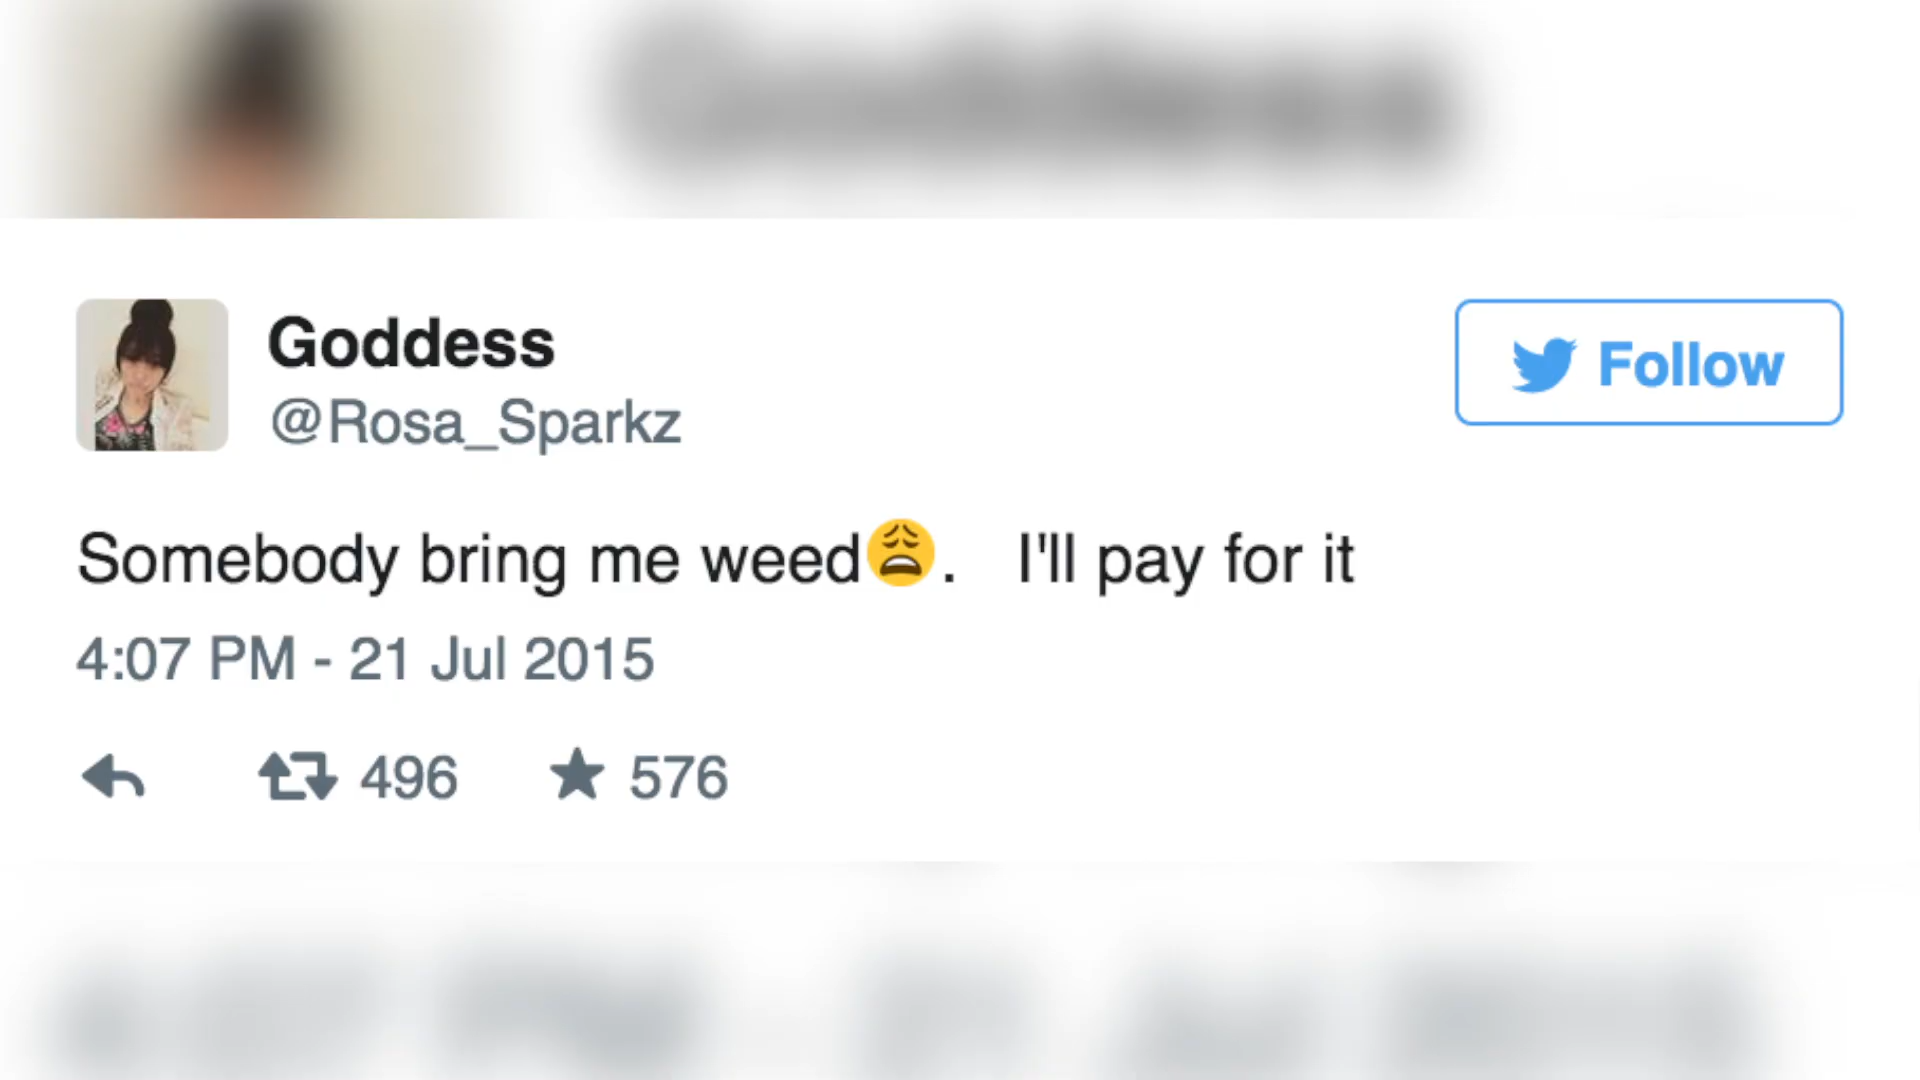 Goddess
@Rosa_Sparkz
Follow
Somebody bring me weed😩. I'll pay for it
4:07 PM - 21 Jul 2015
496 576